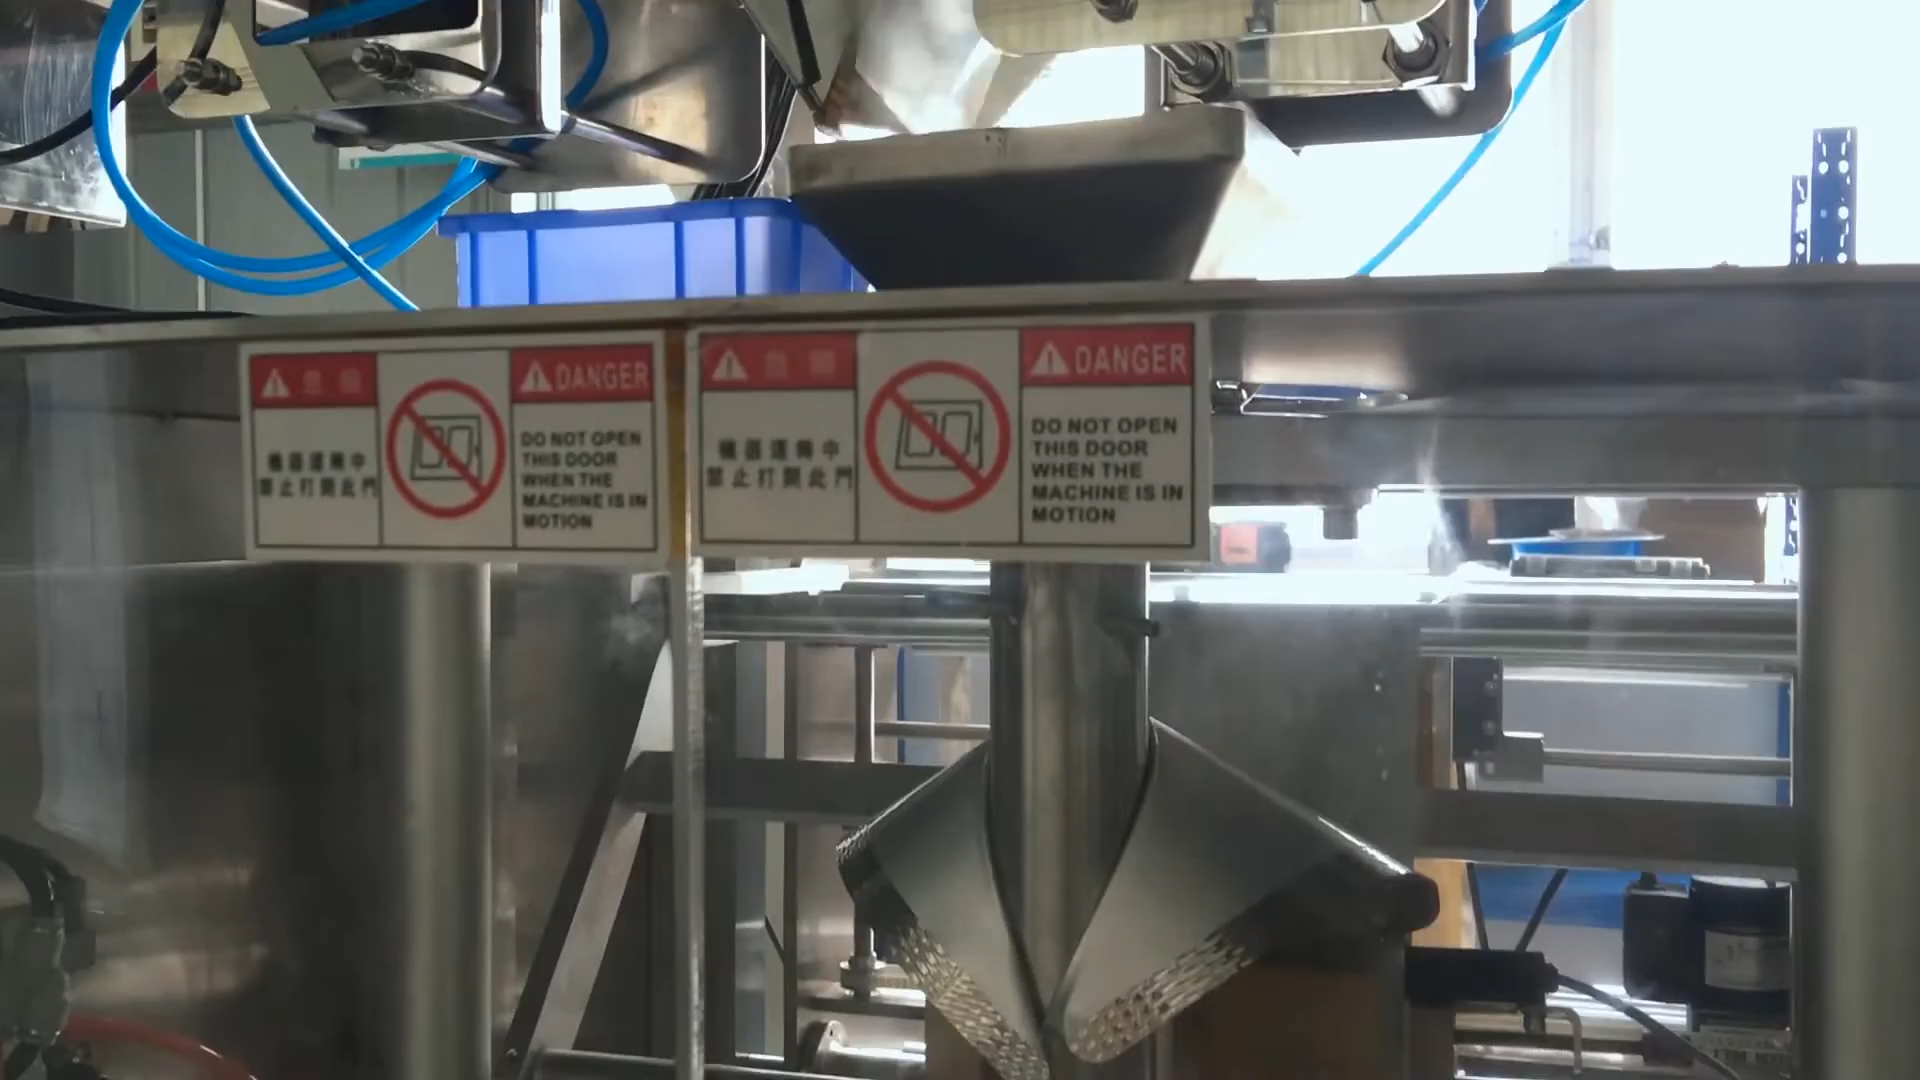 危險
機器運轉中
禁止打開此門
DANGER
DO NOT OPEN
THIS DOOR
WHEN THE
MACHINE IS IN
MOTION
危險
機器運轉中
禁止打開此門
DANGER
DO NOT OPEN
THIS DOOR
WHEN THE
MACHINE IS IN
MOTION